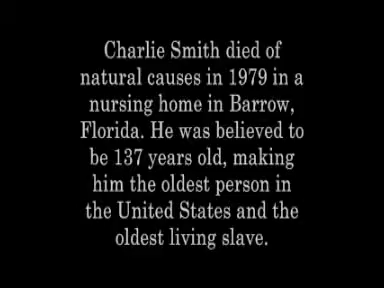 Charlie Smith died of
natural causes in 1979 in a
nursing home in Barrow,
Florida. He was believed to
be 137 years old, making
him the oldest person in
the United States and the
oldest living slave.